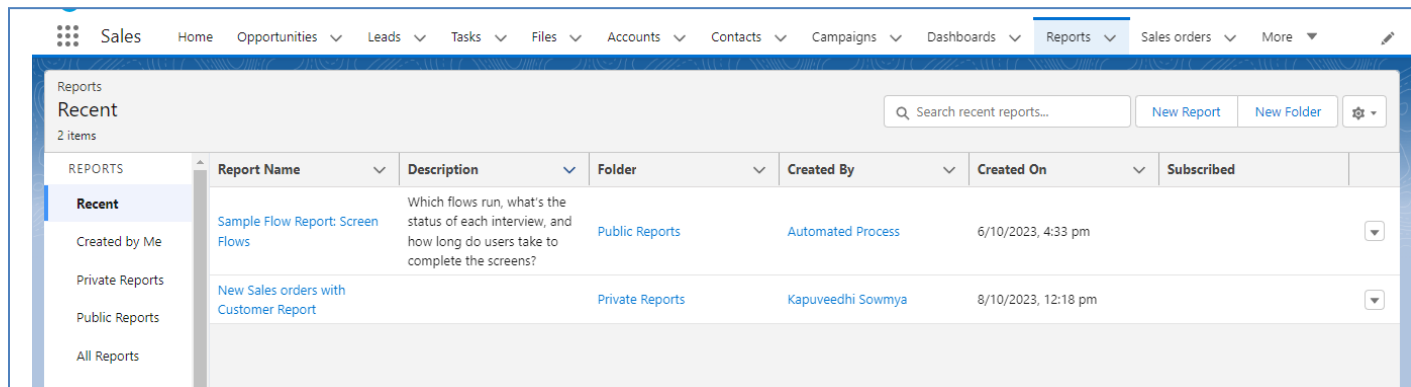 Sales Home Opportunities Leads Tasks Files Accounts Contacts Campaigns Dashboards Reports Sales orders More
Reports
Recent
2 items
Search recent reports...
New Report New Folder
REPORTS
Recent
Created by Me
Private Reports
Public Reports
All Reports
Report Name Description Folder Created By Created On Subscribed
Sample Flow Report: Screen
Flows
Which flows run, what's the
status of each interview, and
how long do users take to
complete the screens?
Public Reports
Automated Process
6/10/2023, 4:33 pm
New Sales orders with
Customer Report
Private Reports
Kapuveedhi Sowmya
8/10/2023, 12:18 pm